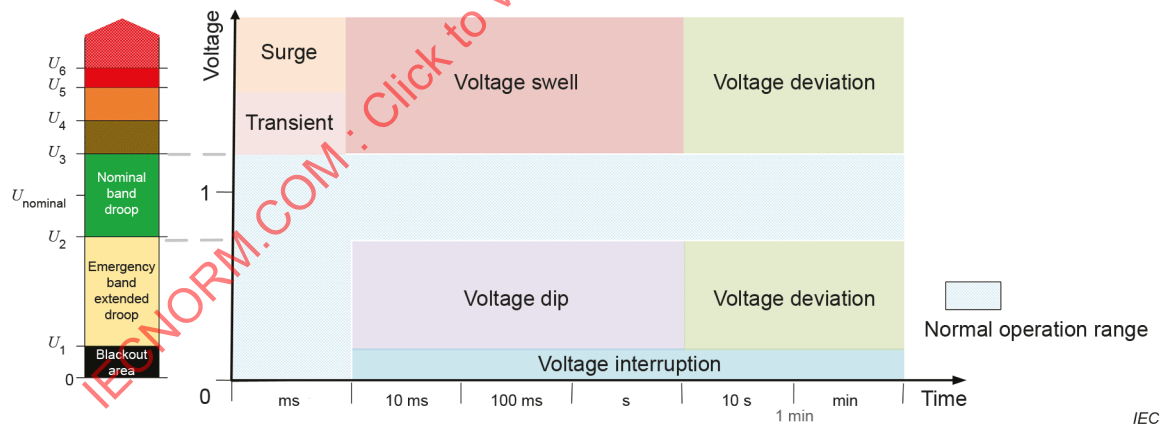 U6
U5
U4
U3
Unominal
U2
U1
0
Nominal
band
droop
Emergency
band
extended
droop
Blackout
area
Voltage
1
0
Surge
Transient
Voltage swell
Voltage deviation
Voltage dip
Voltage deviation
Voltage interruption
ms
10 ms
100 ms
s
10 s
min
Time
1 min
Normal operation range
IEC
IECNORM.COM : Click to